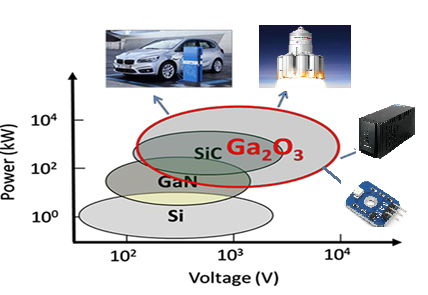 Power (kW)
10⁴
10²
10⁰
SiC
Ga₂O₃
GaN
Si
10²
10³
10⁴
Voltage (V)